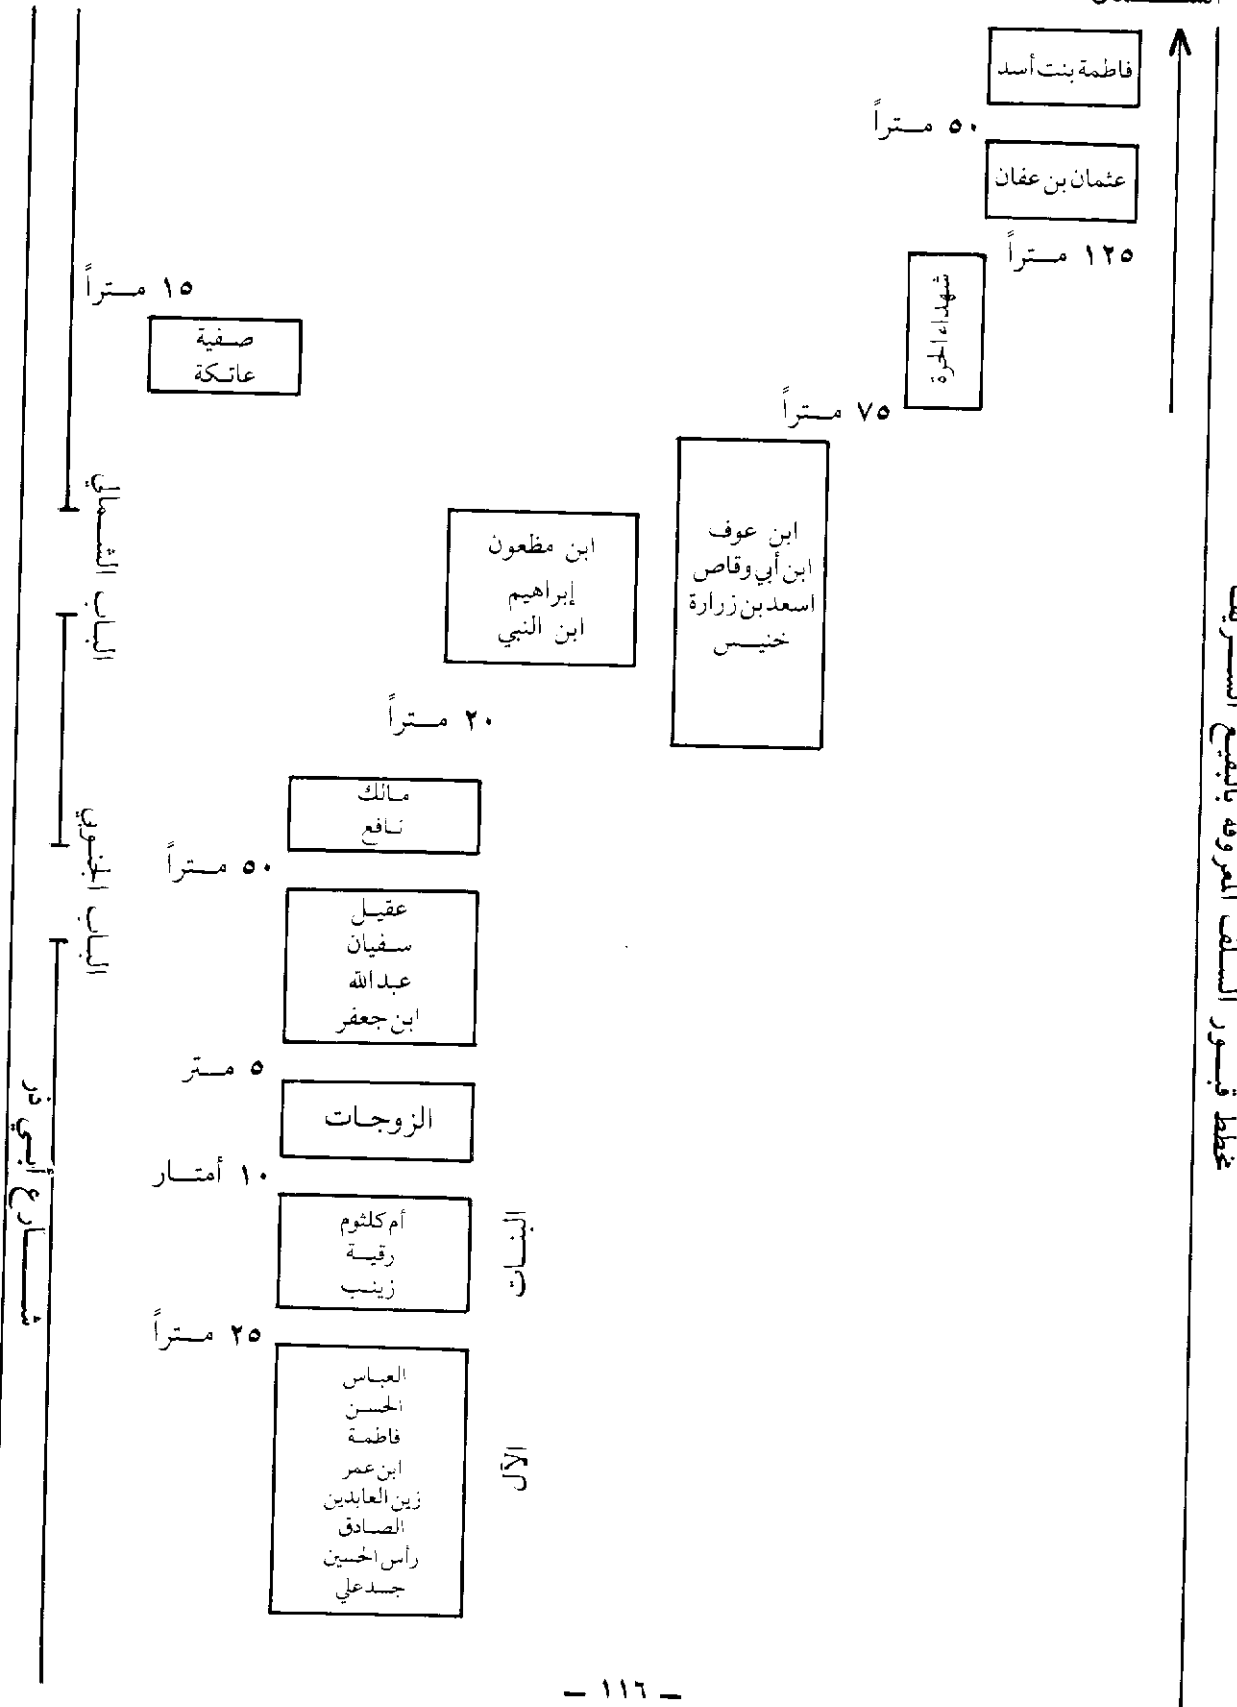 فاطمة بنت أسد
٥٠ متراً
عثمان بن عفان
١٢٥ متراً
شهداء الحرة
٧٥ متراً
١٥ متراً
صفية
عاتكة
ابن عوف
ابن أبي وقاص
اسعد بن زرارة
خنيس
ابن مظعون
إبراهيم
ابن النبي
٢٠ متراً
مالك
نافع
٥٠ متراً
عقيل
سفيان
عبدالله
ابن جعفر
٥ متر
الزوجات
١٠ أمتار
البنات
أم كلثوم
رقية
زينب
٢٥ متراً
الآل
العباس
الحسن
فاطمة
ابن عمر
زين العابدين
الصادق
رأس الحسين
جسد علي
الباب الشمالي
الباب الجنوبي
شارع أبي ذر
مخطط قبور السلف المعروفة بالبقيع
– ١١٦ –